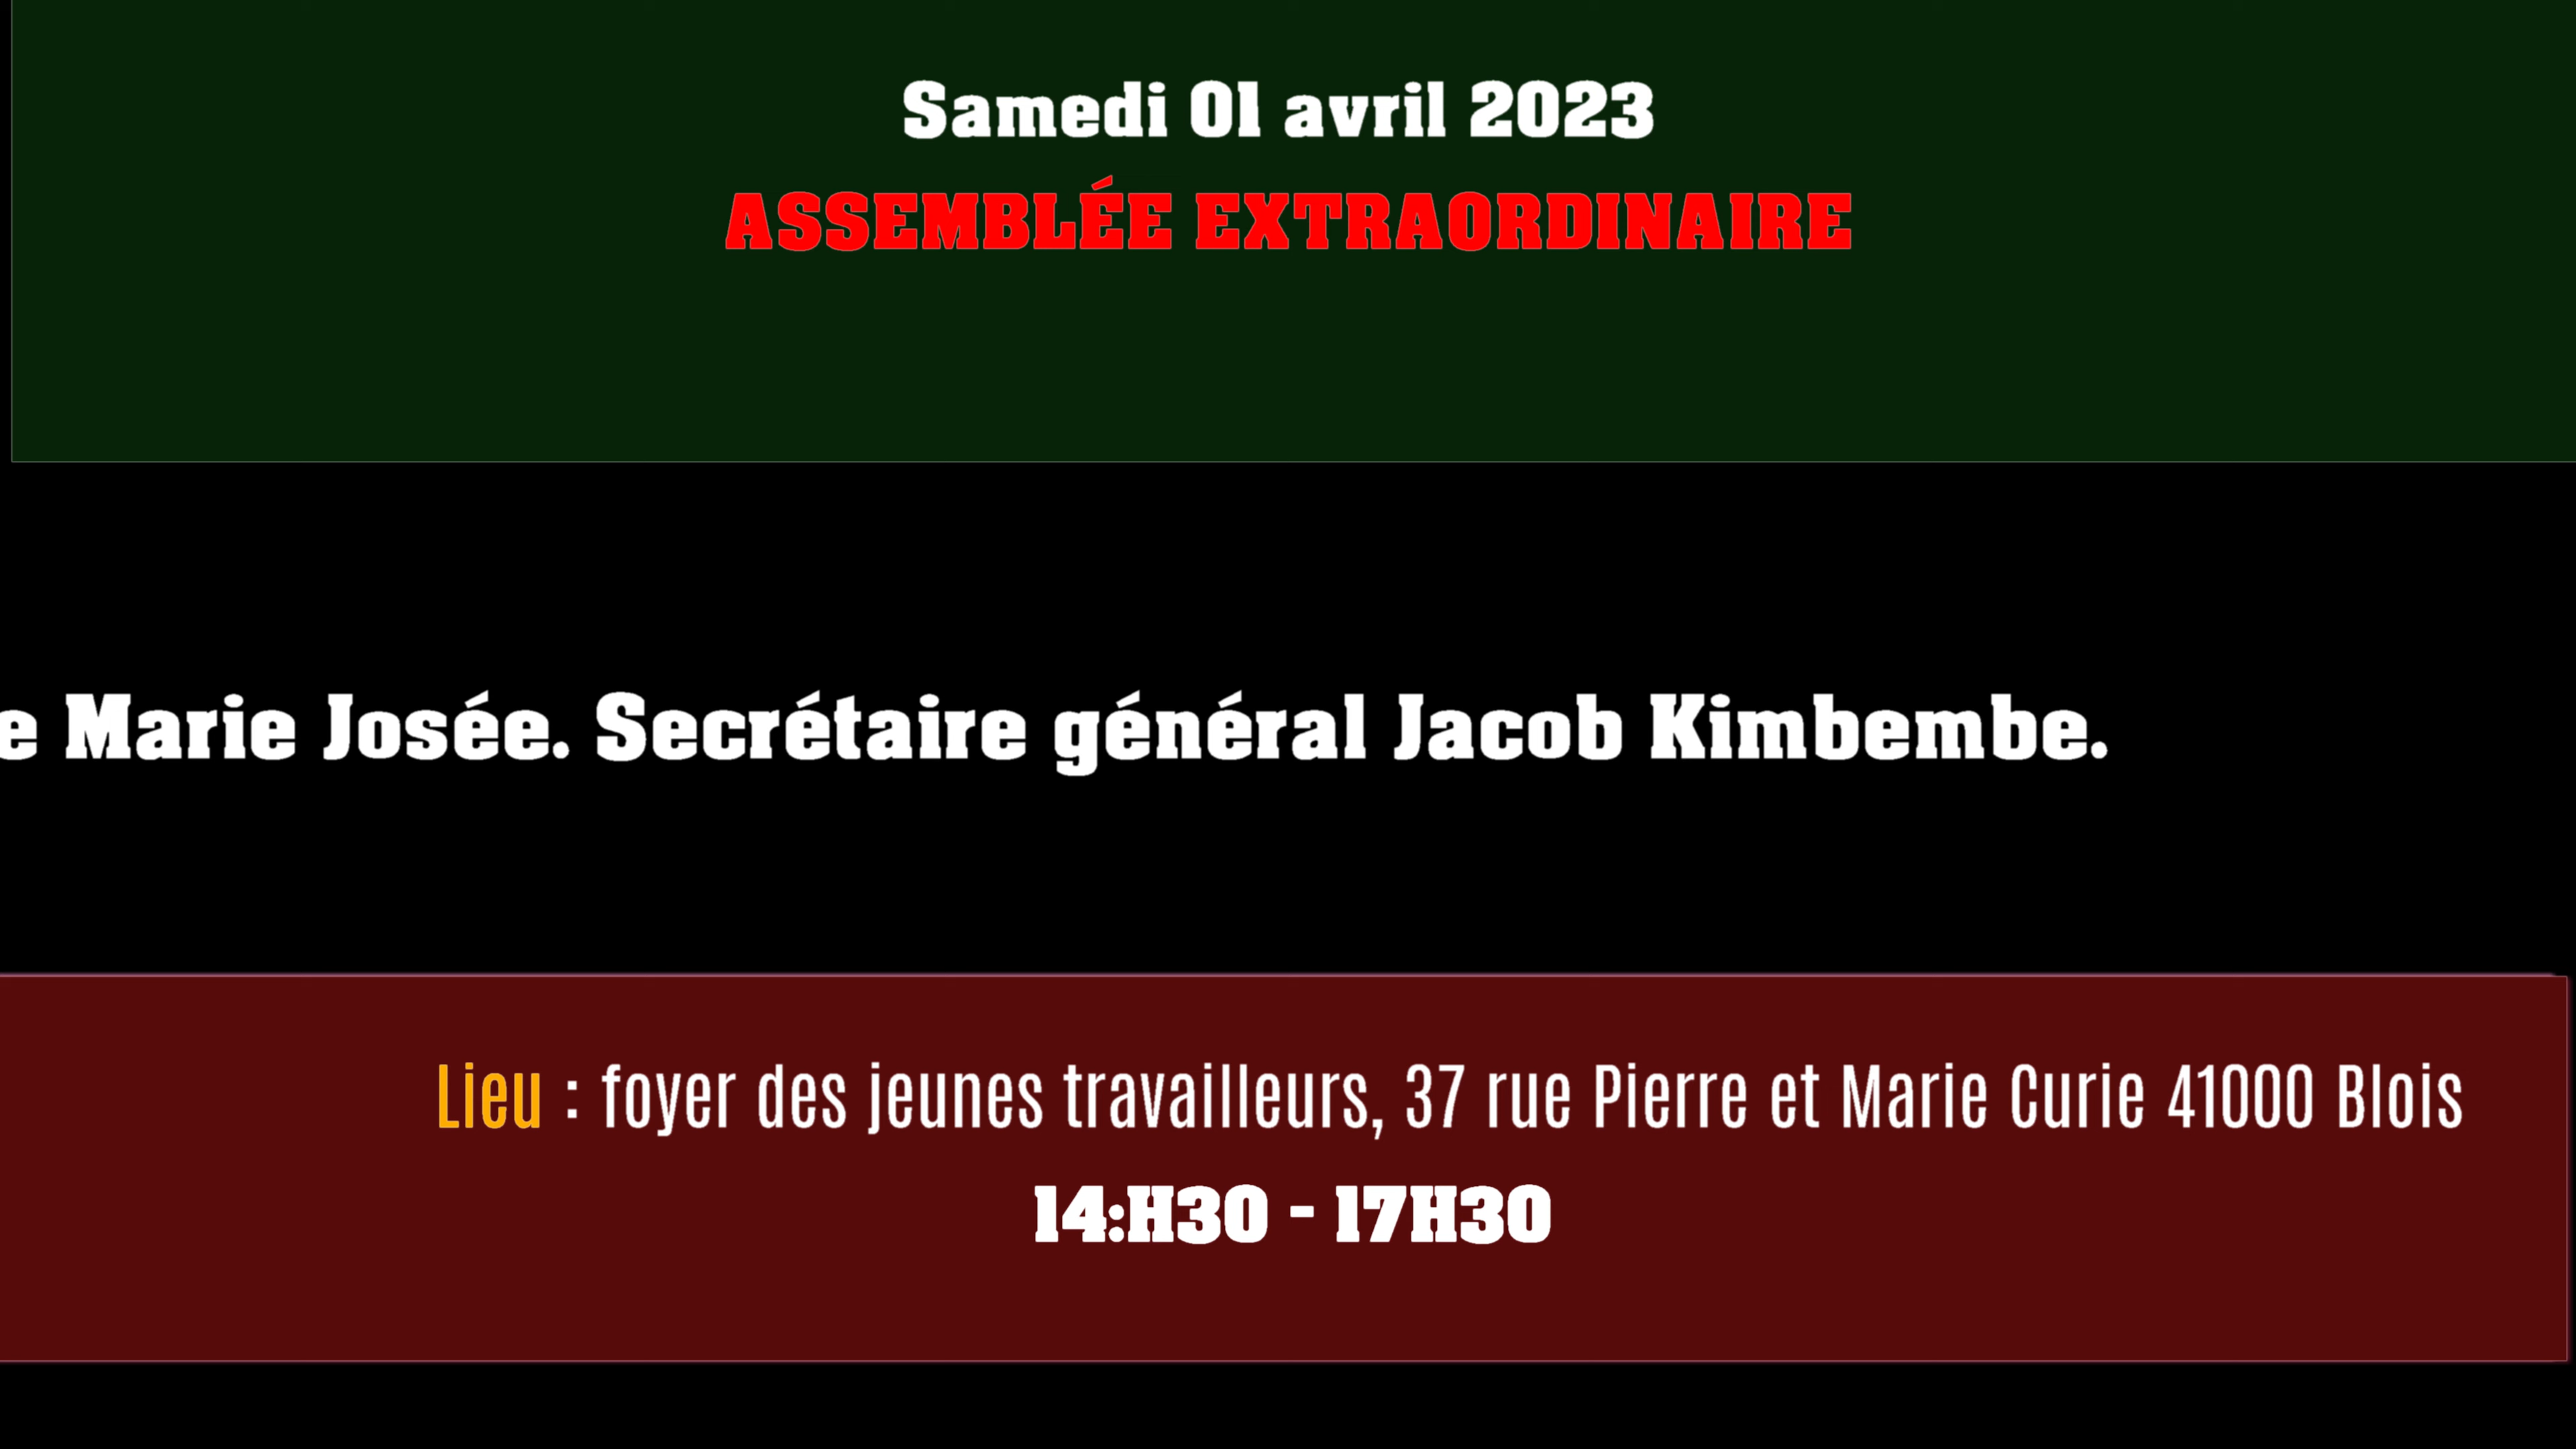 Samedi 01 avril 2023
ASSEMBLÉE EXTRAORDINAIRE
e Marie Josée. Secrétaire général Jacob Kimbembe.
Lieu : foyer des jeunes travailleurs, 37 rue Pierre et Marie Curie 41000 Blois
14:H30 - 17H30